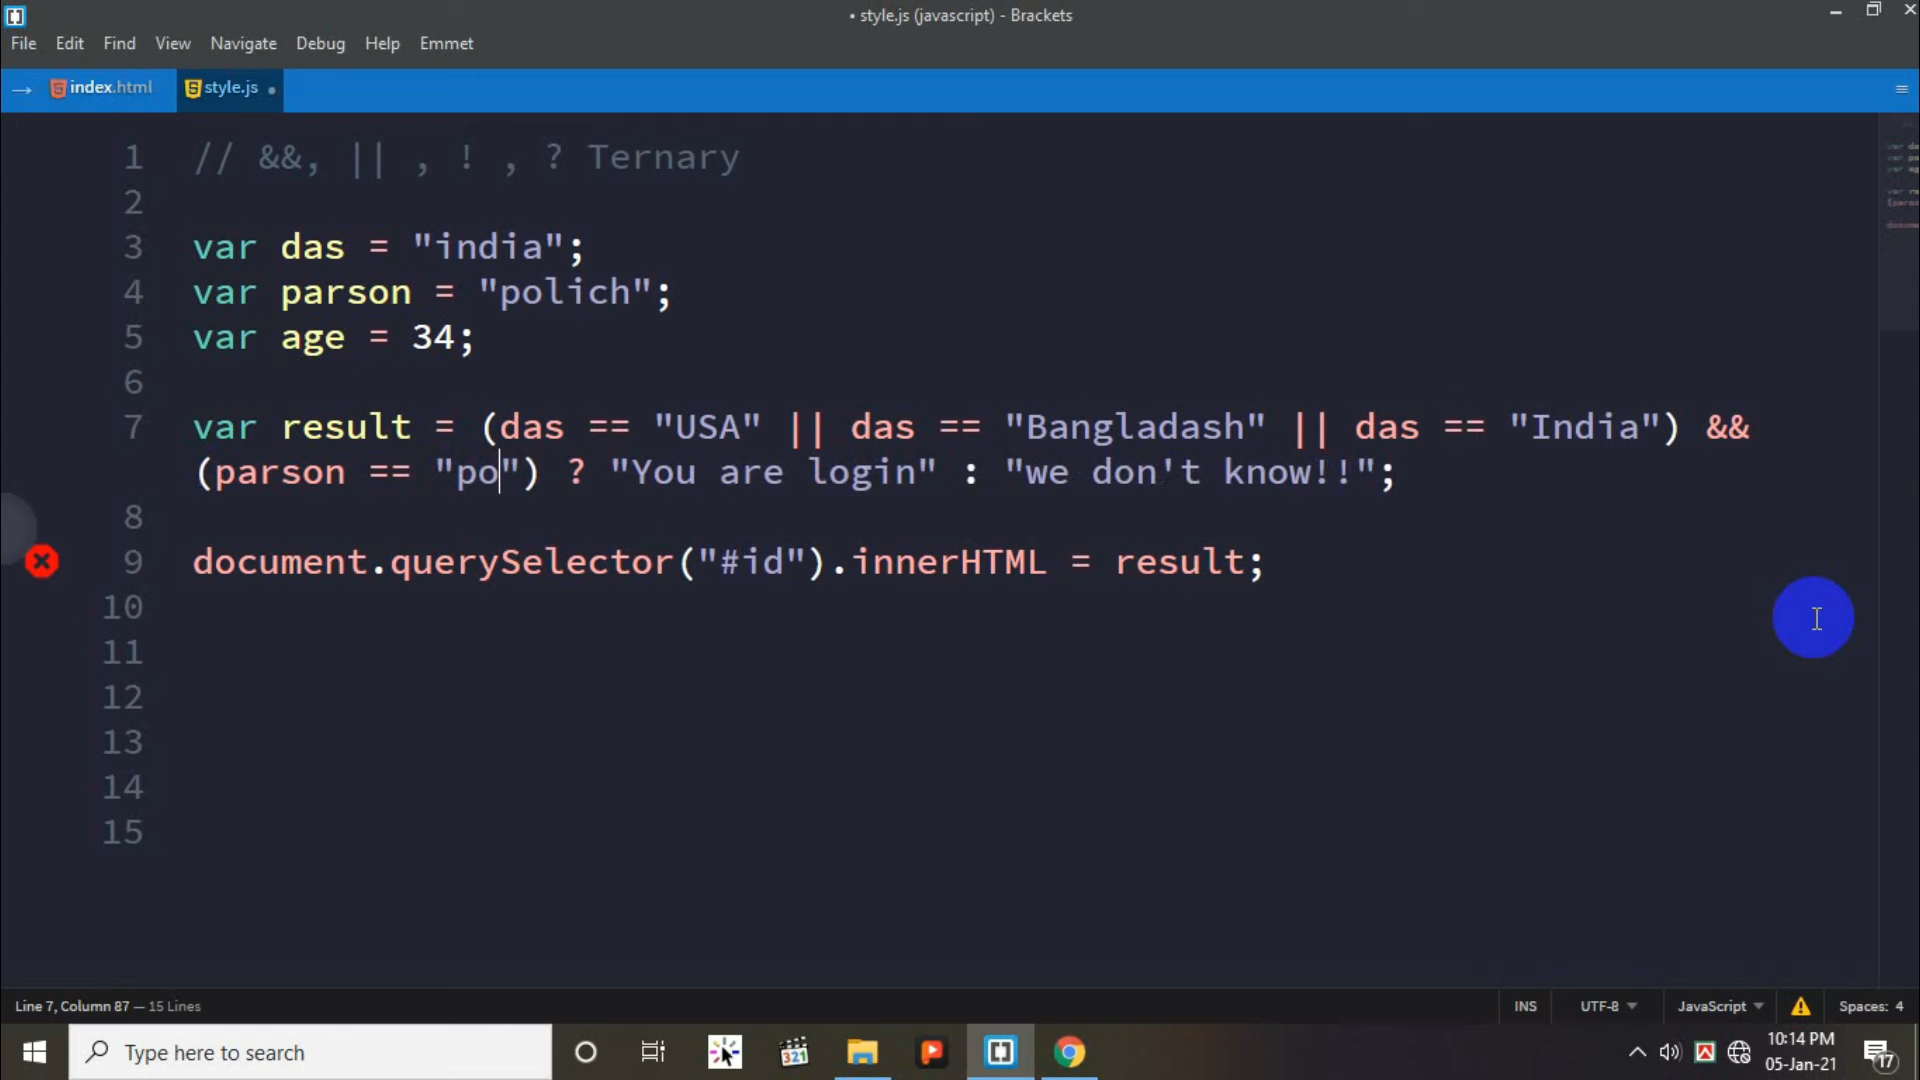 • style.js (javascript) - Brackets
File Edit Find View Navigate Debug Help Emmet
index.html style.js
1 // &&, || , ! , ? Ternary
2
3 var das = "india";
4 var parson = "polich";
5 var age = 34;
6
7 var result = (das == "USA" || das == "Bangladash" || das == "India") &&
(parson == "po") ? "You are login" : "we don't know!!";
8
9 document.querySelector("#id").innerHTML = result;
10
11
12
13
14
15
Line 7, Column 87 — 15 Lines INS UTF-8 JavaScript Spaces: 4
Type here to search 321 10:14 PM
05-Jan-21 17